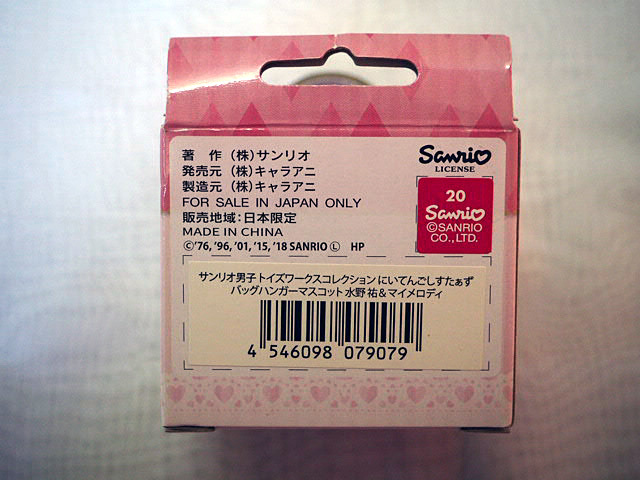 著　作 （株）サンリオ
発売元 （株）キャラアニ
製造元 （株）キャラアニ
FOR SALE IN JAPAN ONLY
販売地域：日本限定
MADE IN CHINA
©'76, '96, '01, '15, '18 SANRIO Ⓛ HP
Sanrio
LICENSE
20
Sanrio
©SANRIO
CO.,LTD.
サンリオ男子 トイズワークスコレクション にいてんごしすたぁず
バッグハンガーマスコット 水野 祐＆マイメロディ
4 546098 079079